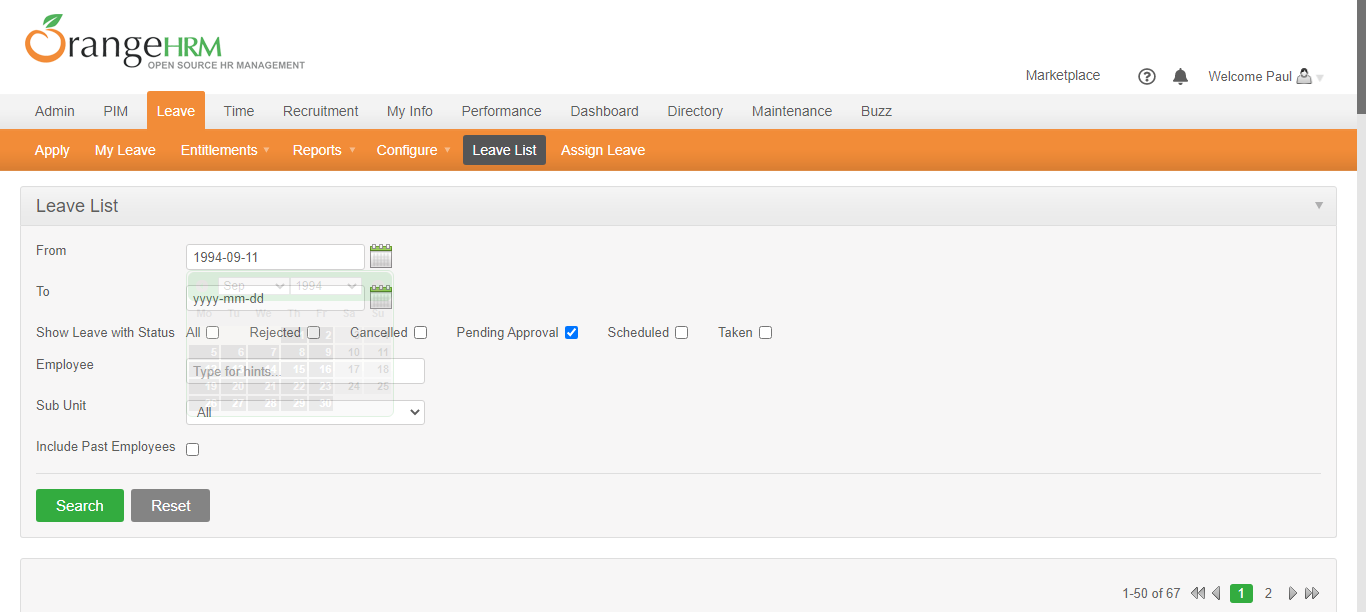 OrangeHRM
OPEN SOURCE HR MANAGEMENT
Marketplace ? Welcome Paul
Admin PIM Leave Time Recruitment My Info Performance Dashboard Directory Maintenance Buzz
Apply My Leave Entitlements Reports Configure Leave List Assign Leave
Leave List
From 1994-09-11
Sep 1994
To yyyy-mm-dd
Mo Tu We Th Fr Sa Su
Show Leave with Status All Rejected Cancelled Pending Approval Scheduled Taken
2
5 6 7 8 9 10 11
Employee Type for hints...
15 16 17 18
19 20 21 22 23 24 25
26 27 28 29 30
Sub Unit All
Include Past Employees
Search Reset
1-50 of 67 1 2